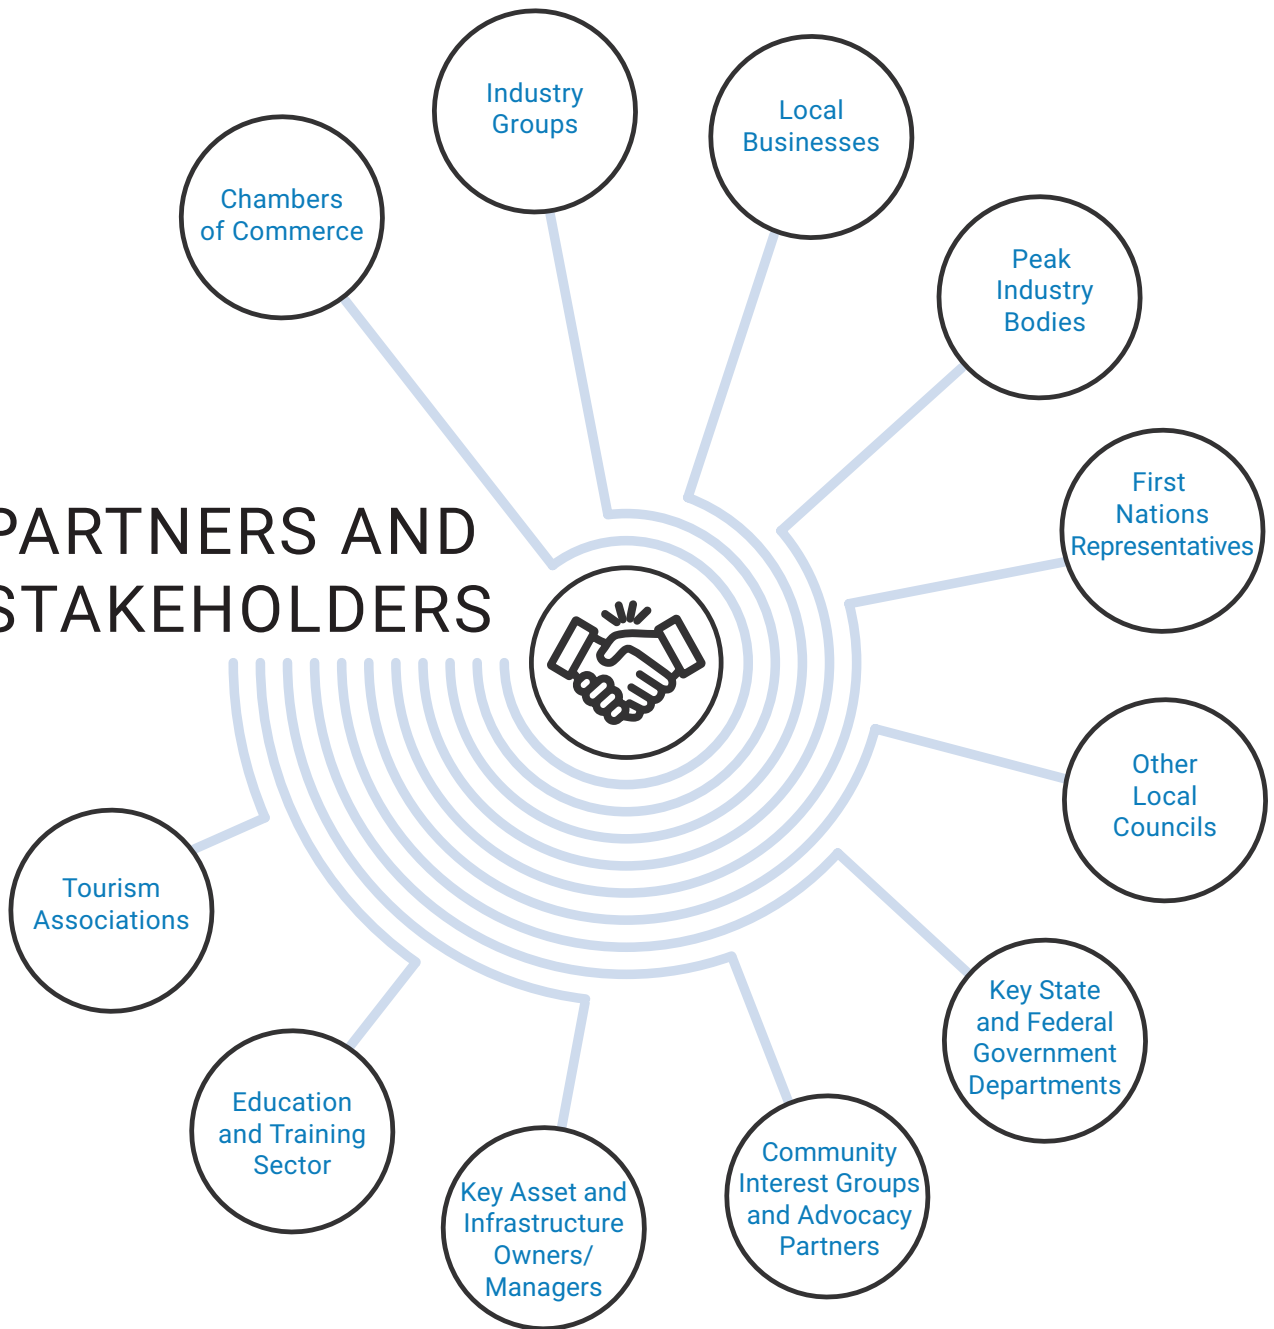 Industry
Groups
Local
Businesses
Chambers
of Commerce
Peak
Industry
Bodies
First
Nations
Representatives
PARTNERS AND
STAKEHOLDERS
Other
Local
Councils
Tourism
Associations
Key State
and Federal
Government
Departments
Education
and Training
Sector
Community
Interest Groups
and Advocacy
Partners
Key Asset and
Infrastructure
Owners/
Managers